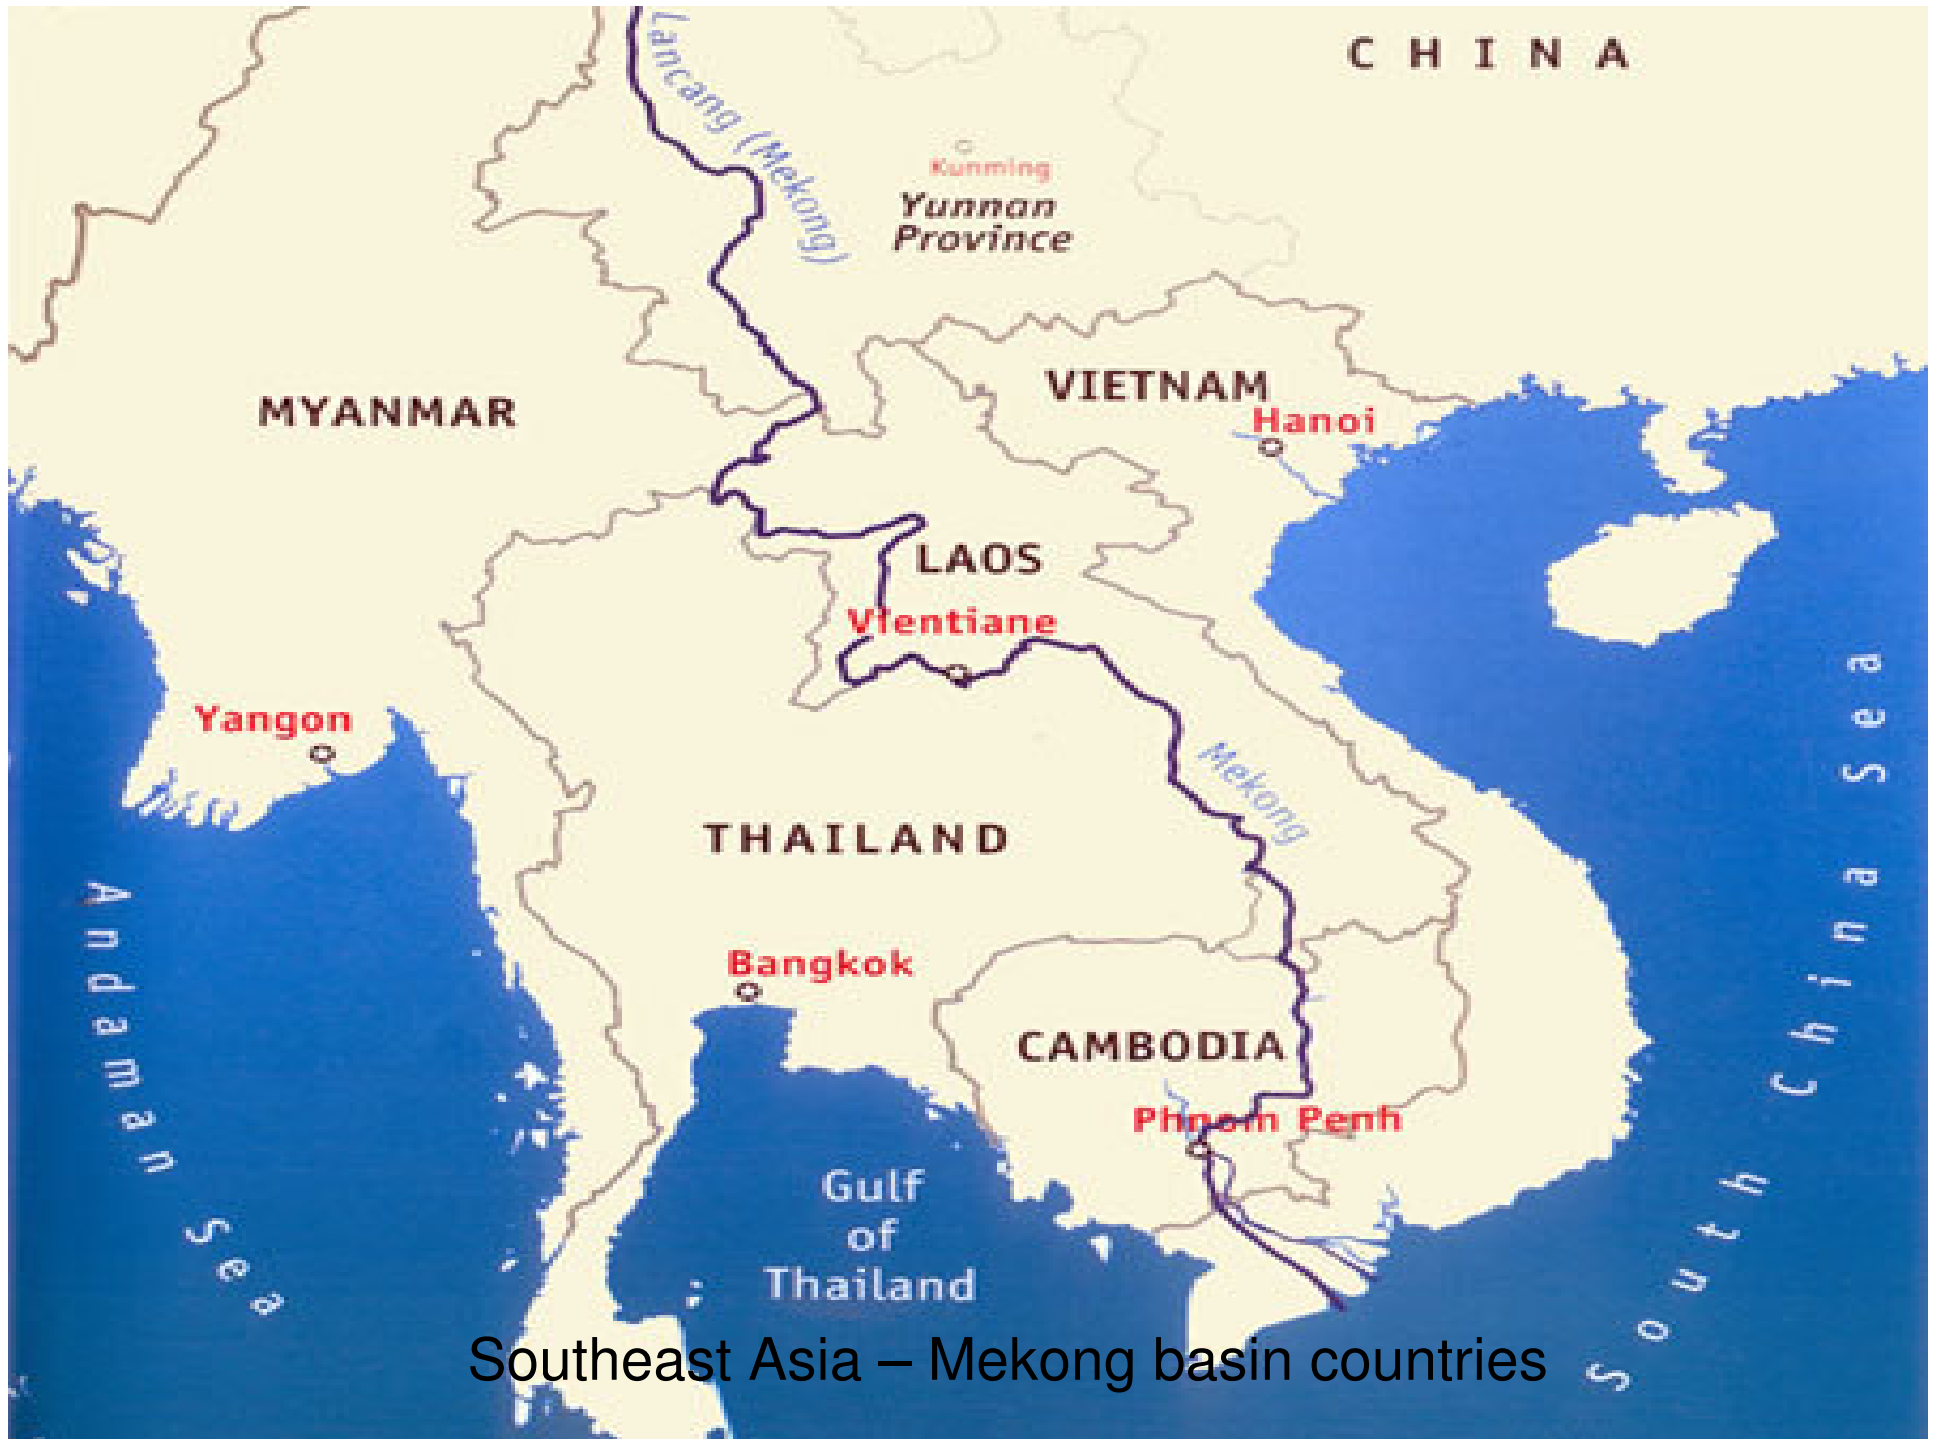 CHINA
Lancang (Mekong)
Kunming
Yunnan
Province
MYANMAR
VIETNAM
Hanoi
LAOS
Vientiane
Yangon
Mekong
THAILAND
Bangkok
CAMBODIA
Phnom Penh
Andaman Sea
Gulf
of
Thailand
South China Sea
Southeast Asia – Mekong basin countries